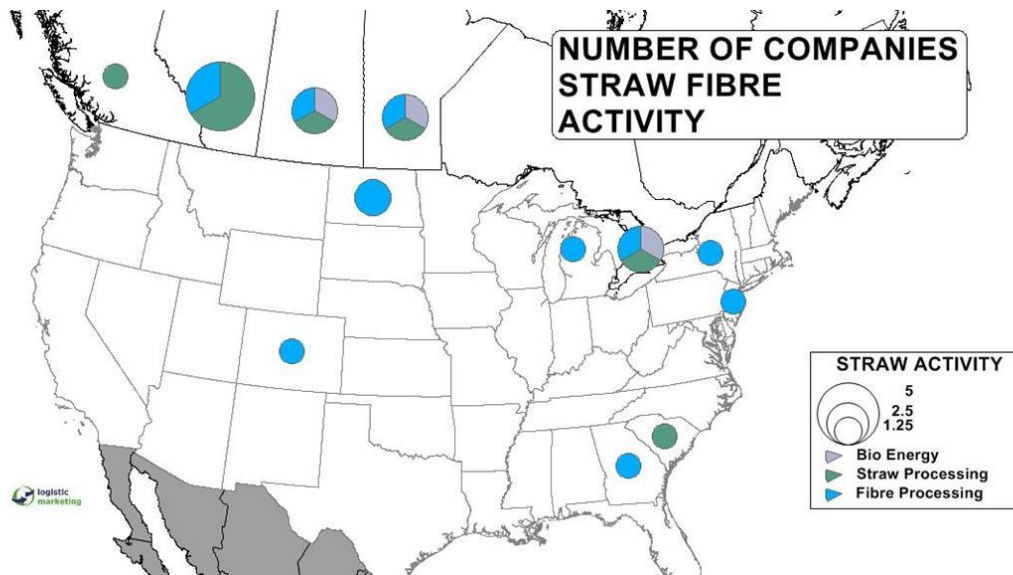 NUMBER OF COMPANIES
STRAW FIBRE
ACTIVITY
STRAW ACTIVITY
5
2.5
1.25
Bio Energy
Straw Processing
Fibre Processing
logistic
marketing